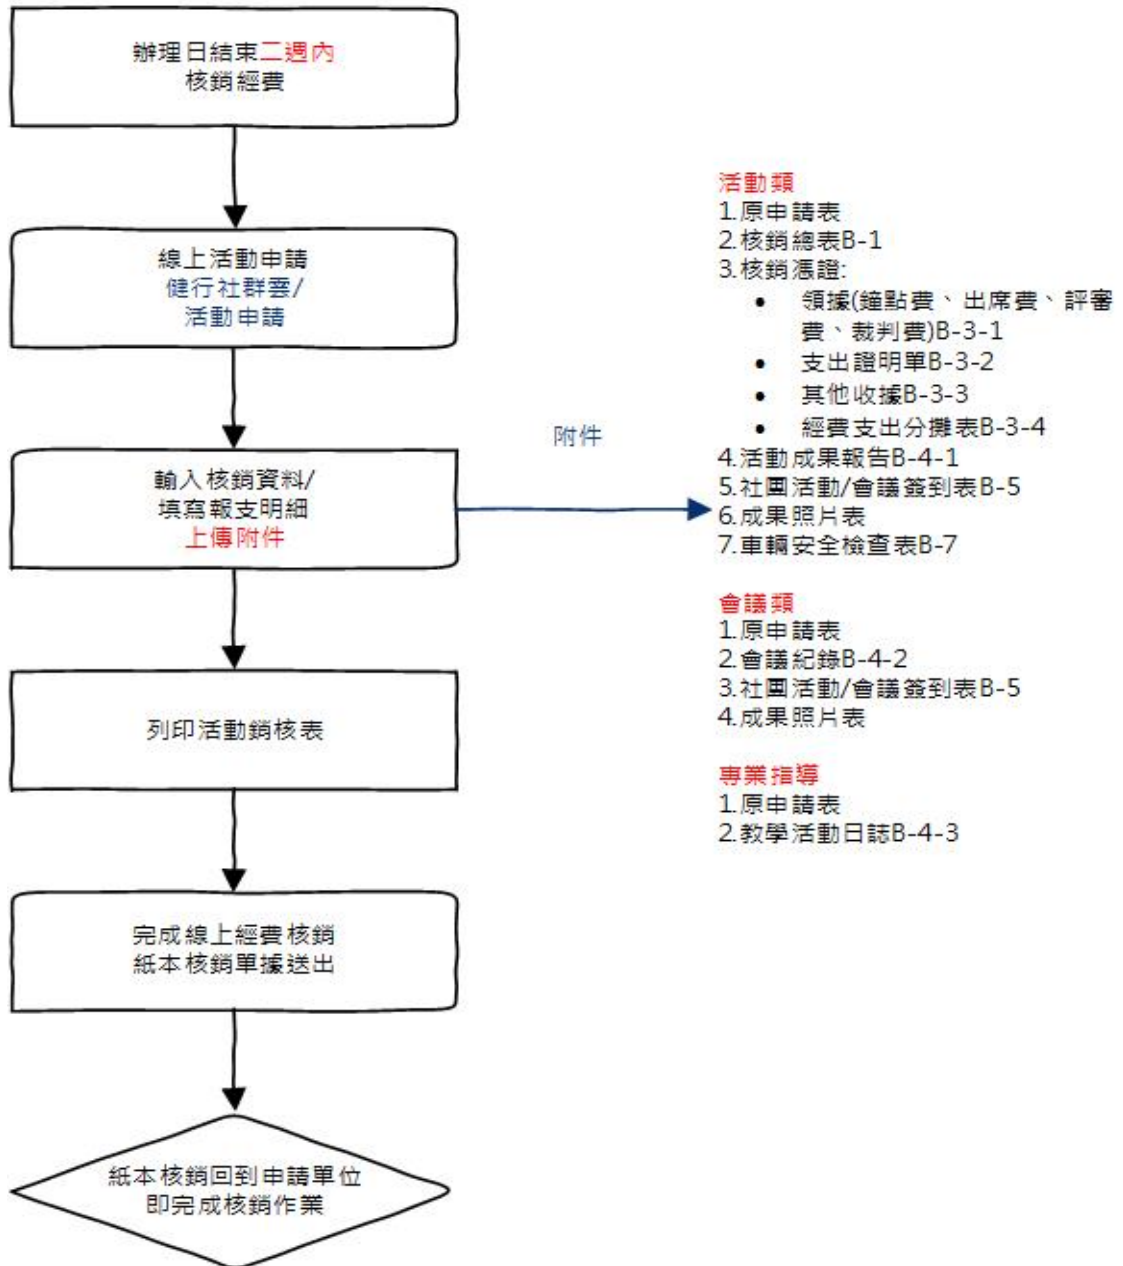 辦理日結束二週內
核銷經費
線上活動申請
健行社群雲/
活動申請
輸入核銷資料/
填寫報支明細
上傳附件
附件
列印活動銷核表
完成線上經費核銷
紙本核銷單據送出
紙本核銷回到申請單位
即完成核銷作業
活動類
1.原申請表
2.核銷總表B-1
3.核銷憑證:
• 領據(鐘點費、出席費、評審
費、裁判費)B-3-1
• 支出證明單B-3-2
• 其他收據B-3-3
• 經費支出分攤表B-3-4
4.活動成果報告B-4-1
5.社團活動/會議簽到表B-5
6.成果照片表
7.車輛安全檢查表B-7
會議類
1.原申請表
2.會議紀錄B-4-2
3.社團活動/會議簽到表B-5
4.成果照片表
專業指導
1.原申請表
2.教學活動日誌B-4-3